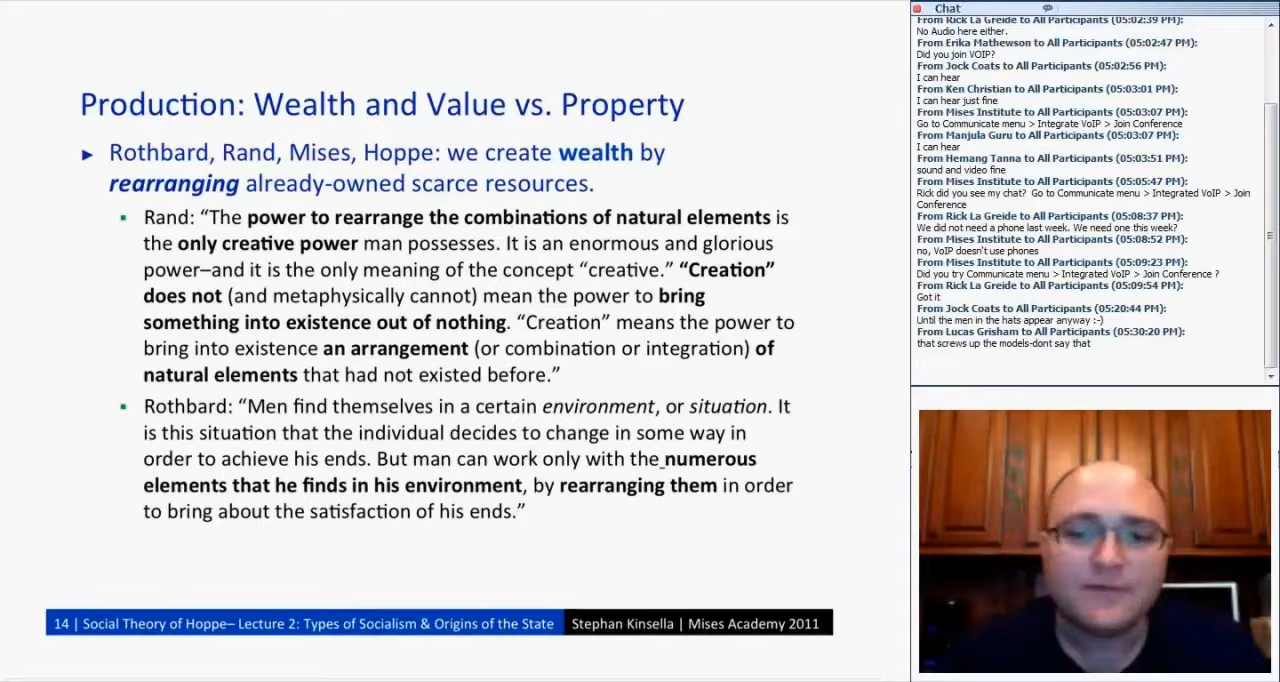 Production: Wealth and Value vs. Property
► Rothbard, Rand, Mises, Hoppe: we create wealth by
rearranging already-owned scarce resources.
▪ Rand: “The power to rearrange the combinations of natural elements is
the only creative power man possesses. It is an enormous and glorious
power–and it is the only meaning of the concept “creative.” “Creation”
does not (and metaphysically cannot) mean the power to bring
something into existence out of nothing. “Creation” means the power to
bring into existence an arrangement (or combination or integration) of
natural elements that had not existed before.”
▪ Rothbard: “Men find themselves in a certain environment, or situation. It
is this situation that the individual decides to change in some way in
order to achieve his ends. But man can work only with the numerous
elements that he finds in his environment, by rearranging them in order
to bring about the satisfaction of his ends.”
14 | Social Theory of Hoppe– Lecture 2: Types of Socialism & Origins of the State
Stephan Kinsella | Mises Academy 2011
Chat
From Rick La Greide to All Participants (05:02:39 PM):
No Audio here either.
From Erika Mathewson to All Participants (05:02:47 PM):
Did you join VOIP?
From Jock Coats to All Participants (05:02:56 PM):
I can hear
From Ken Christian to All Participants (05:03:01 PM):
I can hear just fine
From Mises Institute to All Participants (05:03:07 PM):
Go to Communicate menu > Integrate VoIP > Join Conference
From Manjula Guru to All Participants (05:03:07 PM):
I can hear
From Hemang Tanna to All Participants (05:03:51 PM):
sound and video fine
From Mises Institute to All Participants (05:05:47 PM):
Rick did you see my chat? Go to Communicate menu > Integrated VoIP > Join
Conference
From Rick La Greide to All Participants (05:08:37 PM):
We did not need a phone last week. We need one this week?
From Mises Institute to All Participants (05:08:52 PM):
no, VoIP doesn't use phones
From Mises Institute to All Participants (05:09:23 PM):
Did you try Communicate menu > Integrated VoIP > Join Conference ?
From Rick La Greide to All Participants (05:09:54 PM):
Got it
From Jock Coats to All Participants (05:20:44 PM):
Until the men in the hats appear anyway :-)
From Lucas Grisham to All Participants (05:30:20 PM):
that screws up the models-dont say that